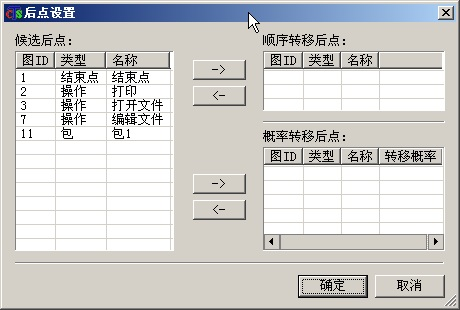 CS后点设置
候选后点: 顺序转移后点:
图ID 类型 名称 图ID 类型 名称
1 结束点 结束点
2 操作 打印
3 操作 打开文件
7 操作 编辑文件
11 包 包1
->
<-
概率转移后点:
图ID 类型 名称 转移概率
->
<-
确定 取消